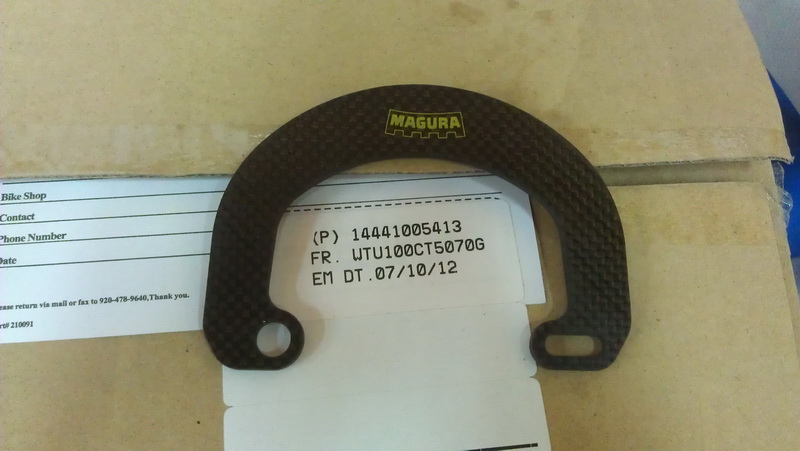 MAGURA
Bike Shop
Contact
Phone Number
Date
ease return via mail or fax to 920-478-9640, Thank you.
rt# 210091
(P) 14441005413
FR. WTU100CT5070G
EM DT.07/10/12